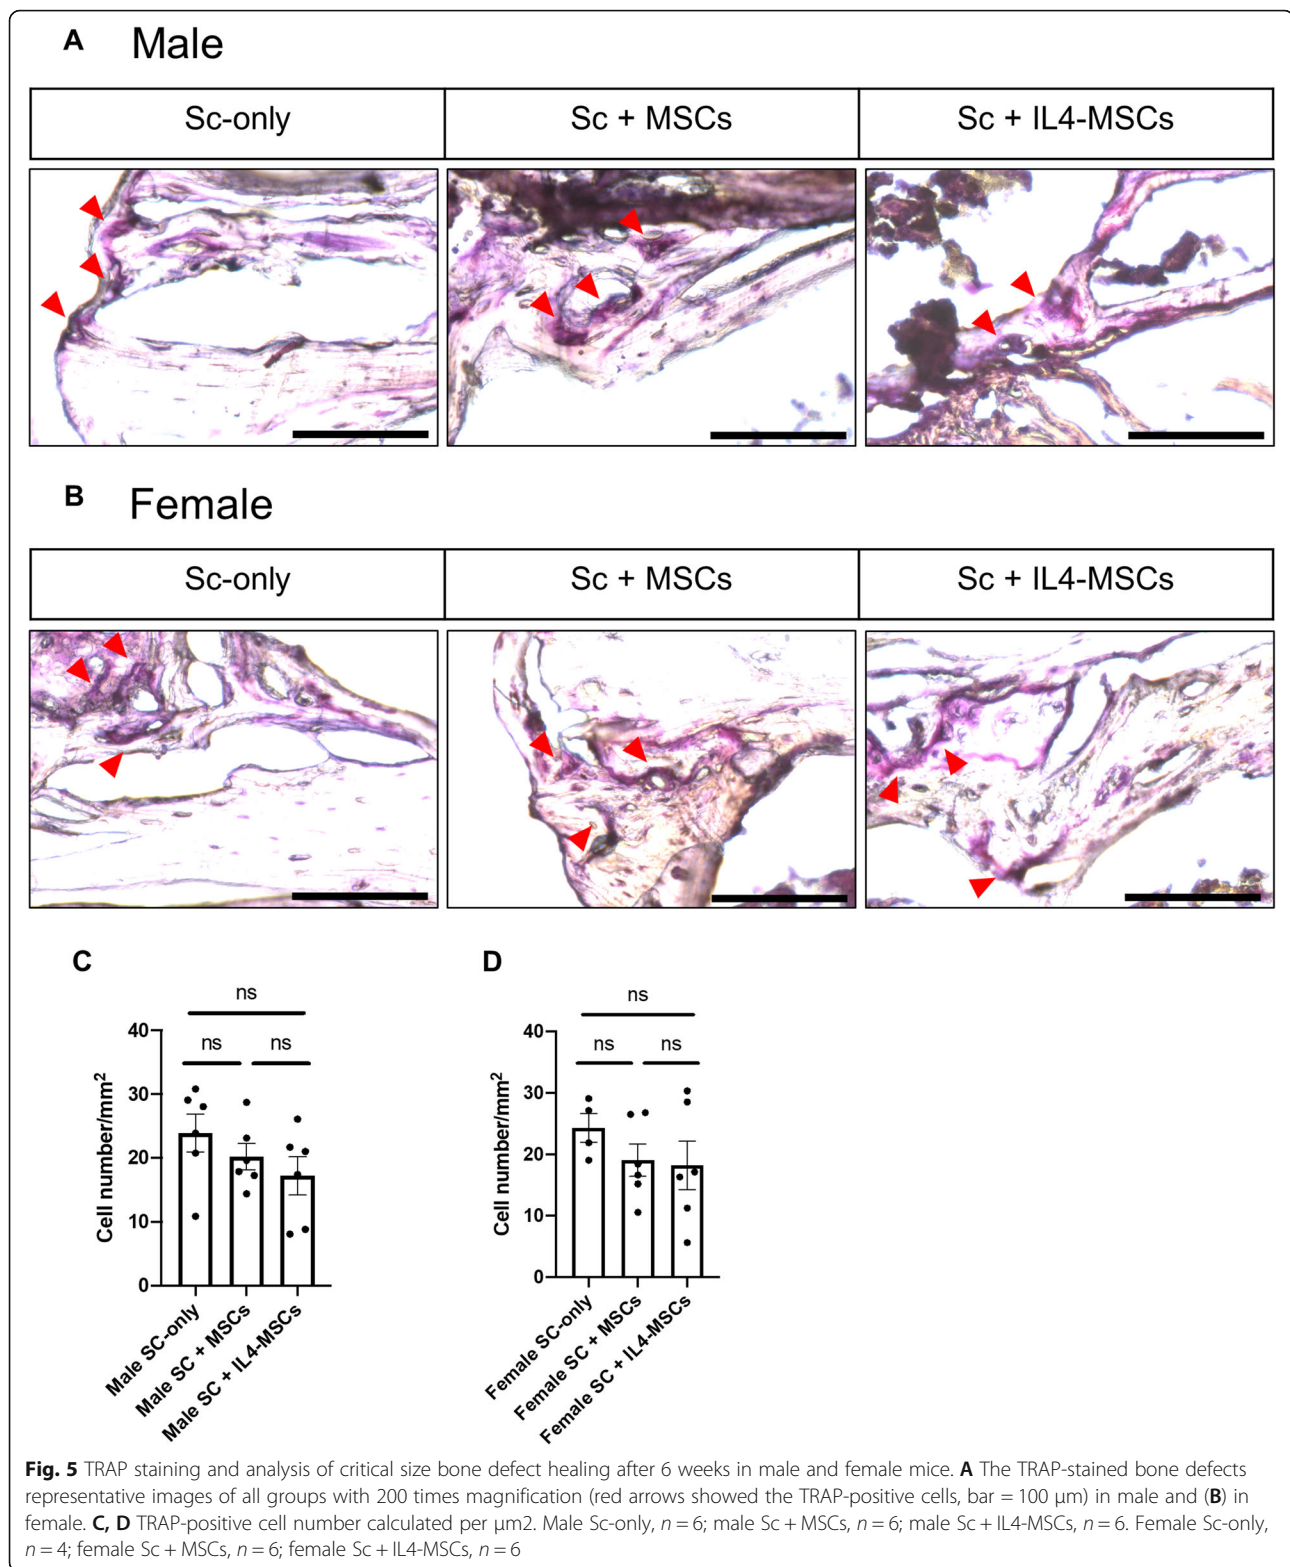 A Male
Sc-only Sc + MSCs Sc + IL4-MSCs
B Female
Sc-only Sc + MSCs Sc + IL4-MSCs
C
ns
ns ns
40
30
20
10
0
Cell number/mm²
Male SC-only
Male SC + MSCs
Male SC + IL4-MSCs
D
ns
ns ns
40
30
20
10
0
Cell number/mm²
Female SC-only
Female SC + MSCs
Female SC + IL4-MSCs
Fig. 5 TRAP staining and analysis of critical size bone defect healing after 6 weeks in male and female mice. A The TRAP-stained bone defects
representative images of all groups with 200 times magnification (red arrows showed the TRAP-positive cells, bar = 100 μm) in male and (B) in
female. C, D TRAP-positive cell number calculated per μm2. Male Sc-only, n = 6; male Sc + MSCs, n = 6; male Sc + IL4-MSCs, n = 6. Female Sc-only,
n = 4; female Sc + MSCs, n = 6; female Sc + IL4-MSCs, n = 6